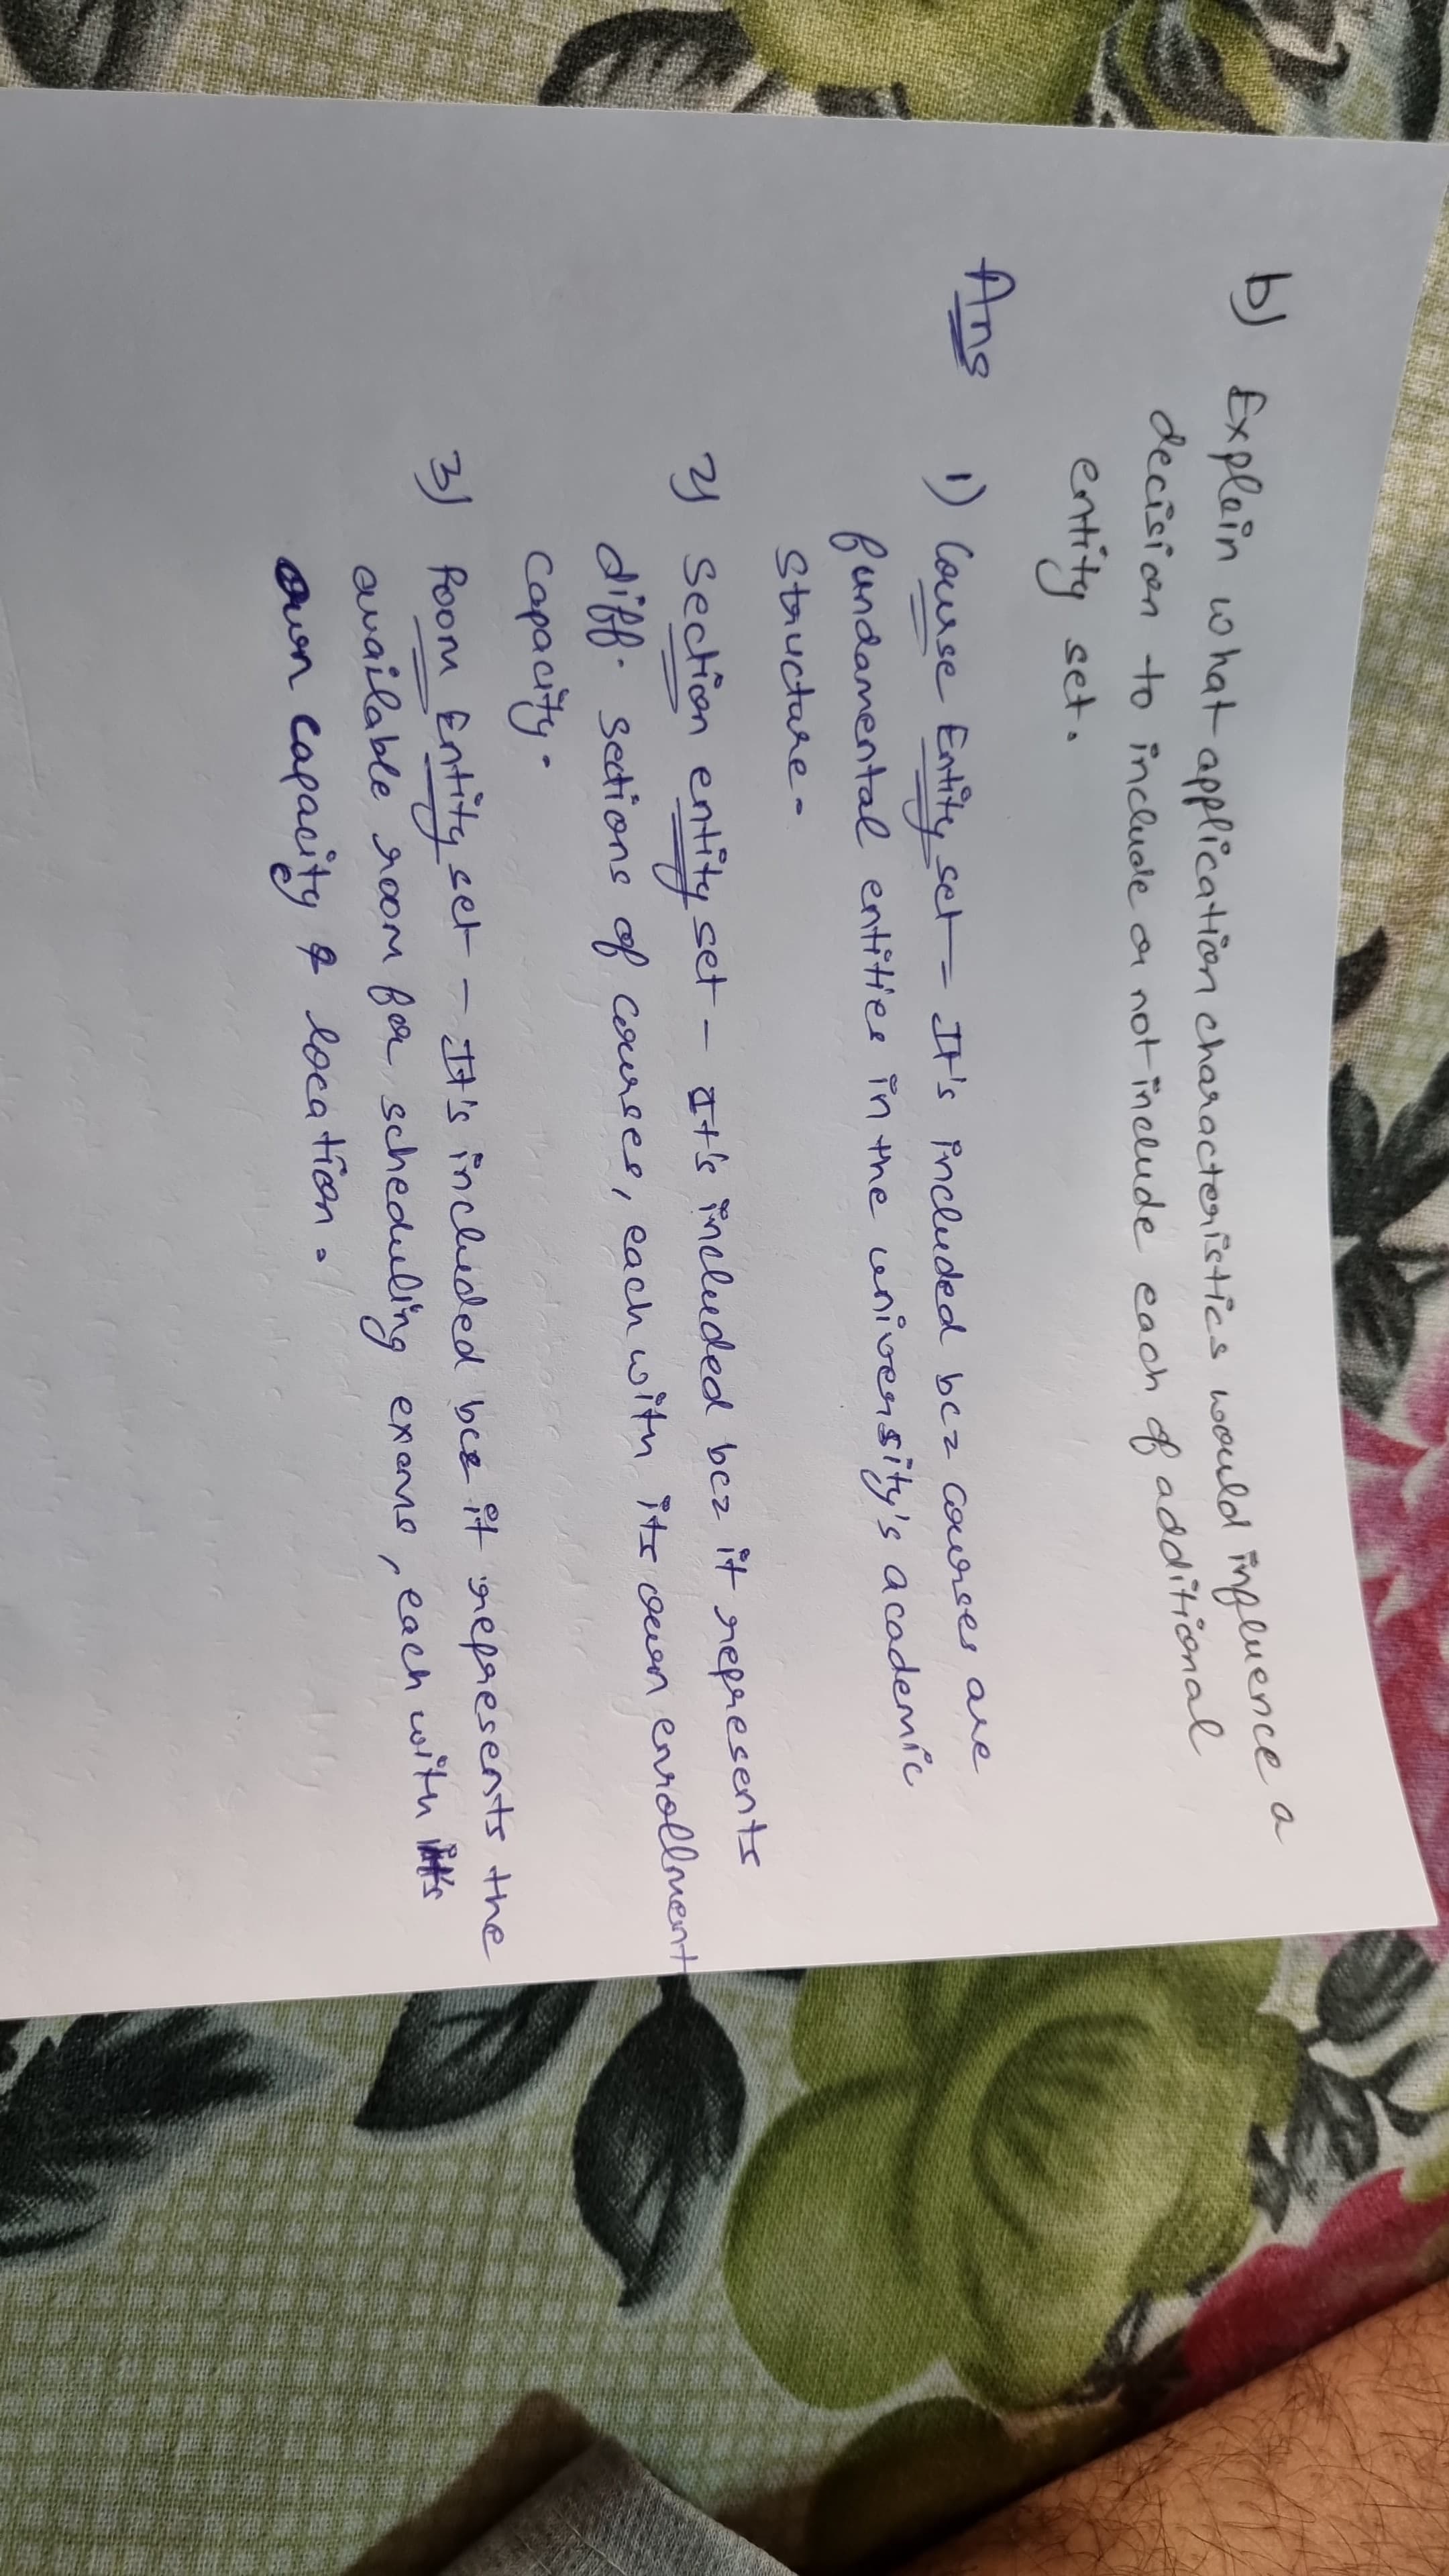 b) Explain what application characteristics would influence a
decision to include or not include each of additional
entity set.
Ans
1) Course Entity set - It's included bcz courses are
fundamental entities in the university's academic
structure.
2) Section entity set - It's included bcz it represents
diff. sections of courses, each with its own enrollment
capacity.
3) Room Entity set - It's included bcz it represents the
available room for scheduling exams, each with it's
own capacity & location.